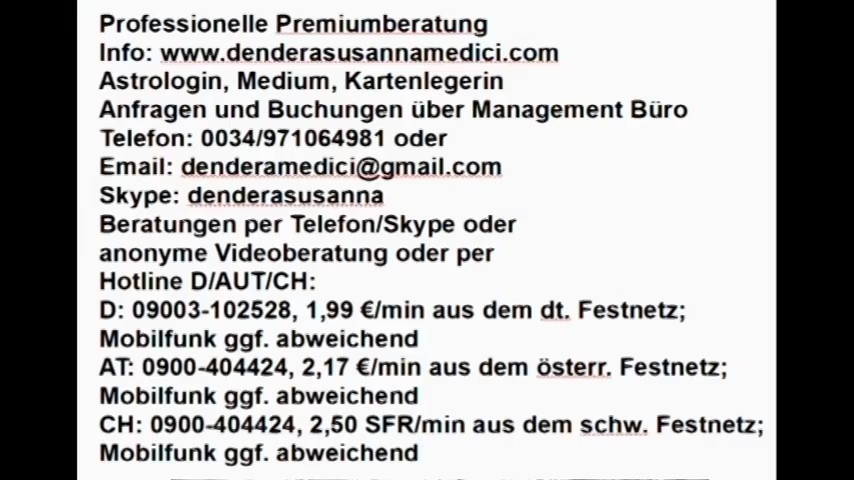 Professionelle Premiumberatung
Info: www.denderasusannamedici.com
Astrologin, Medium, Kartenlegerin
Anfragen und Buchungen über Management Büro
Telefon: 0034/971064981 oder
Email: denderamedici@gmail.com
Skype: denderasusanna
Beratungen per Telefon/Skype oder
anonyme Videoberatung oder per
Hotline D/AUT/CH:
D: 09003-102528, 1,99 €/min aus dem dt. Festnetz;
Mobilfunk ggf. abweichend
AT: 0900-404424, 2,17 €/min aus dem österr. Festnetz;
Mobilfunk ggf. abweichend
CH: 0900-404424, 2,50 SFR/min aus dem schw. Festnetz;
Mobilfunk ggf. abweichend